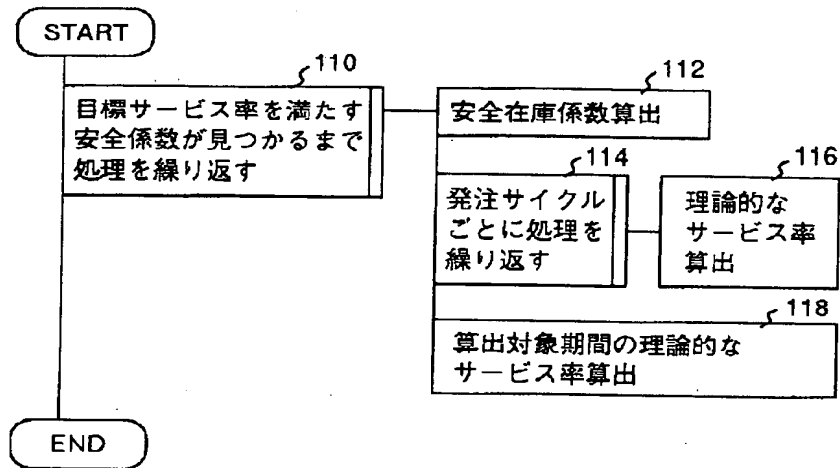 START
110
目標サービス率を満たす
安全係数が見つかるまで
処理を繰り返す
112
安全在庫係数算出
114
発注サイクル
ごとに処理を
繰り返す
116
理論的な
サービス率
算出
118
算出対象期間の理論的な
サービス率算出
END